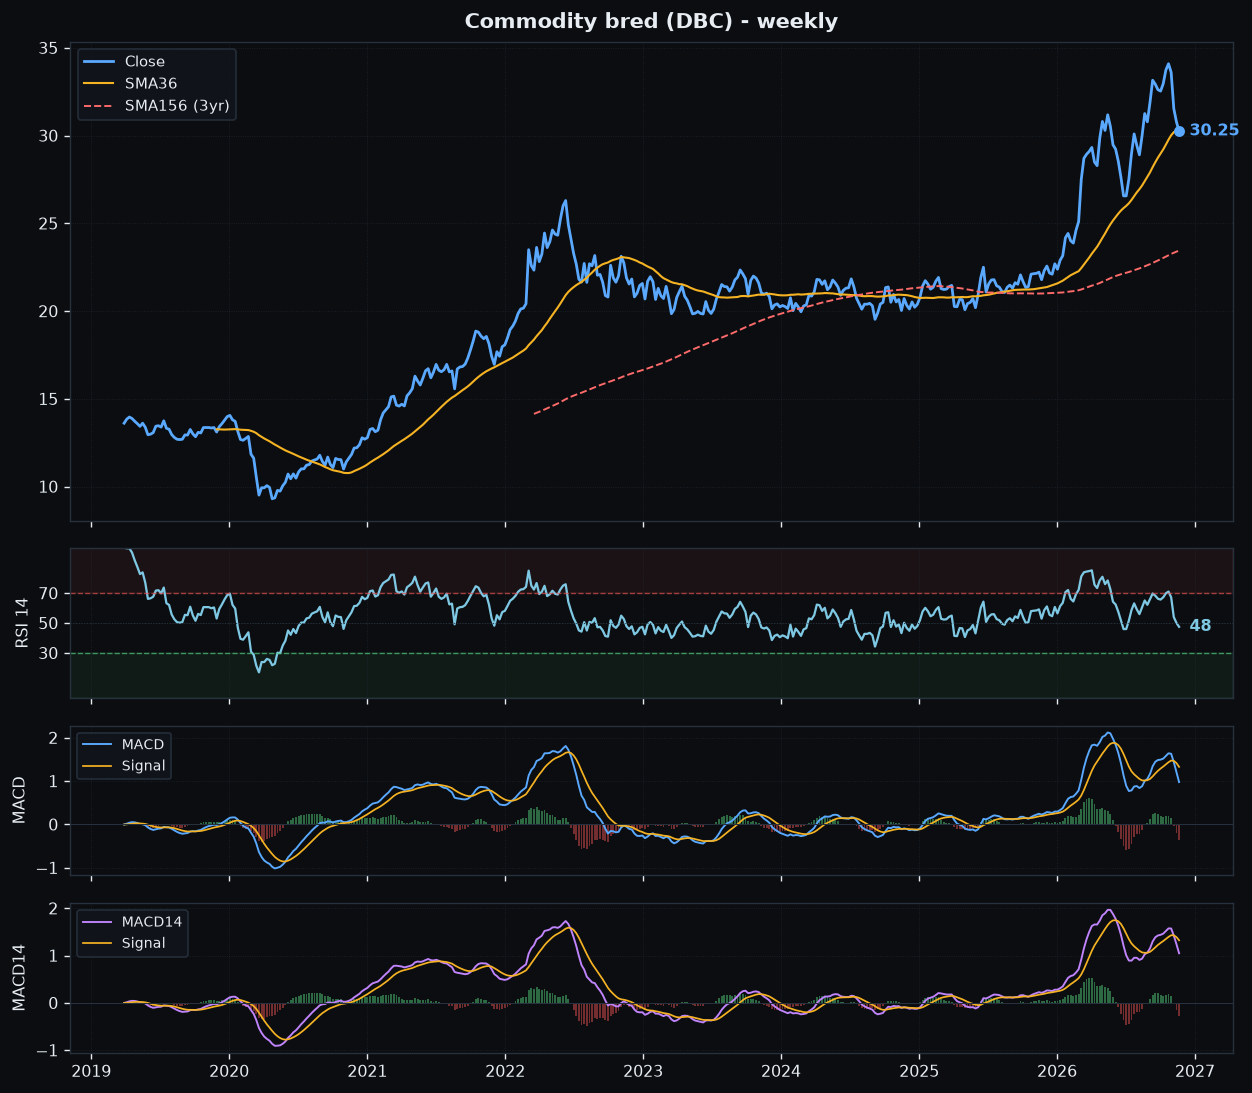 Commodity bred (DBC) - weekly
Close
SMA36
SMA156 (3yr)
35
30
25
20
15
10
30.25
RSI 14
70
50
30
48
MACD
MACD
Signal
2
1
0
−1
MACD14
MACD14
Signal
2
1
0
−1
2019 2020 2021 2022 2023 2024 2025 2026 2027